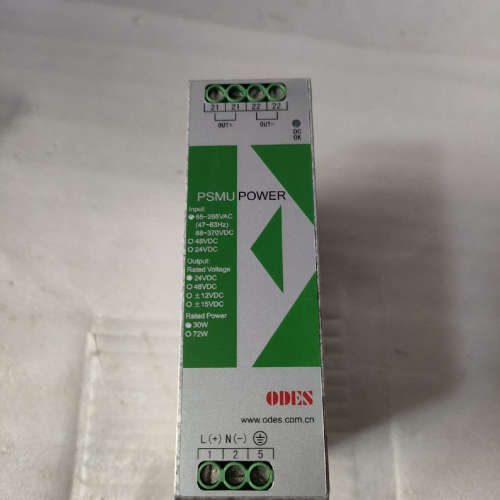 21 21 22 22
OUT+ OUT-
DC
OK
PSMU POWER
Input:
85~265VAC
(47~63Hz)
88~370VDC
48VDC
24VDC
Output:
Rated Voltage
24VDC
48VDC
±12VDC
±15VDC
Rated Power
30W
72W
ODES
www.odes.com.cn
L(+) N(-)
1 2 5